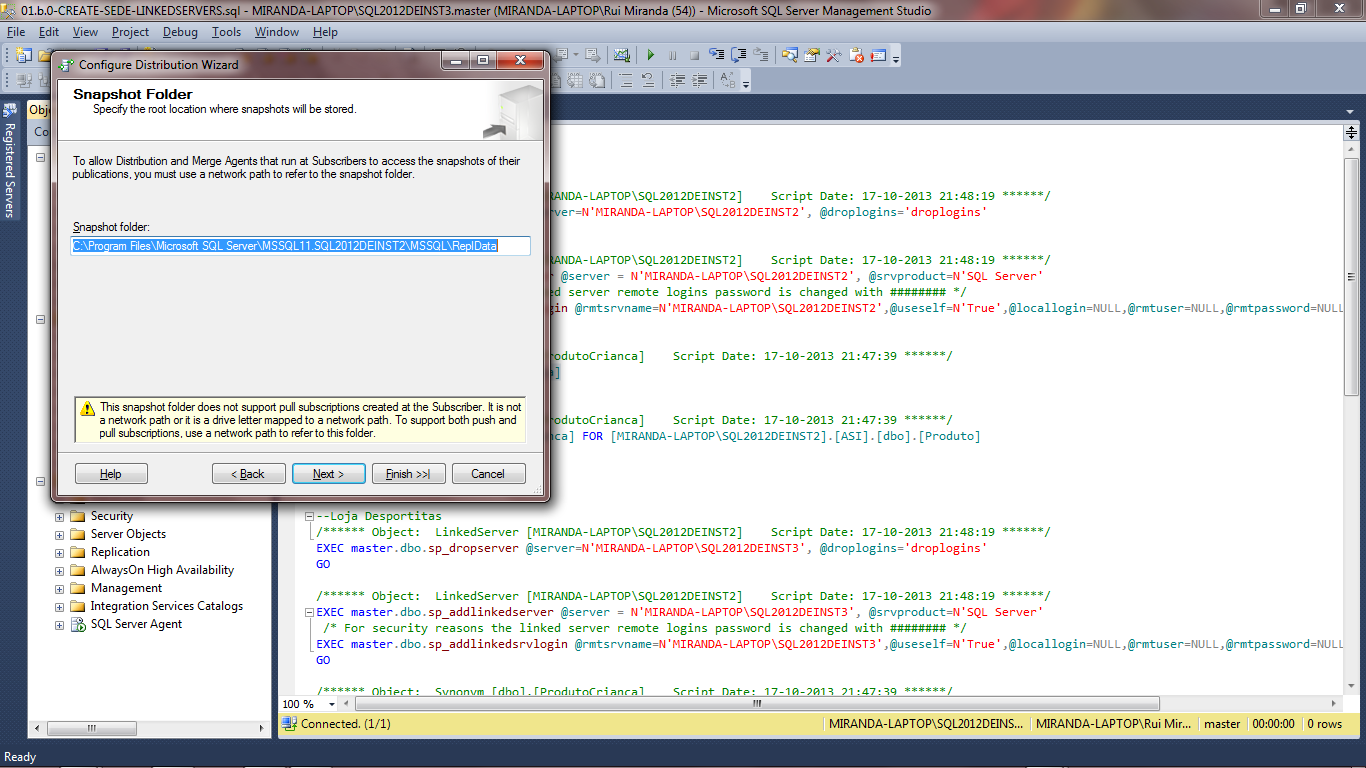 01.b.0-CREATE-SEDE-LINKEDSERVERS.sql - MIRANDA-LAPTOP\SQL2012DEINST3.master (MIRANDA-LAPTOP\Rui Miranda (54)) - Microsoft SQL Server Management Studio
File Edit View Project Debug Tools Window Help
Registered Servers
Configure Distribution Wizard
Snapshot Folder
Specify the root location where snapshots will be stored.
To allow Distribution and Merge Agents that run at Subscribers to access the snapshots of their
publications, you must use a network path to refer to the snapshot folder.
Snapshot folder:
C:\Program Files\Microsoft SQL Server\MSSQL11.SQL2012DEINST2\MSSQL\ReplData
This snapshot folder does not support pull subscriptions created at the Subscriber. It is not
a network path or it is a drive letter mapped to a network path. To support both push and
pull subscriptions, use a network path to refer to this folder.
Help < Back Next > Finish >>| Cancel
Security
Server Objects
Replication
AlwaysOn High Availability
Management
Integration Services Catalogs
SQL Server Agent
RANDA-LAPTOP\SQL2012DEINST2] Script Date: 17-10-2013 21:48:19 ******/
rver=N'MIRANDA-LAPTOP\SQL2012DEINST2', @droplogins='droplogins'
RANDA-LAPTOP\SQL2012DEINST2] Script Date: 17-10-2013 21:48:19 ******/
@server = N'MIRANDA-LAPTOP\SQL2012DEINST2', @srvproduct=N'SQL Server'
ed server remote logins password is changed with ######## */
gin @rmtsrvname=N'MIRANDA-LAPTOP\SQL2012DEINST2',@useself=N'True',@locallogin=NULL,@rmtuser=NULL,@rmtpassword=NULL
rodutoCrianca] Script Date: 17-10-2013 21:47:39 ******/
a]
rodutoCrianca] Script Date: 17-10-2013 21:47:39 ******/
nca] FOR [MIRANDA-LAPTOP\SQL2012DEINST2].[ASI].[dbo].[Produto]
--Loja Desportitas
/****** Object: LinkedServer [MIRANDA-LAPTOP\SQL2012DEINST2] Script Date: 17-10-2013 21:48:19 ******/
EXEC master.dbo.sp_dropserver @server=N'MIRANDA-LAPTOP\SQL2012DEINST3', @droplogins='droplogins'
GO
/****** Object: LinkedServer [MIRANDA-LAPTOP\SQL2012DEINST2] Script Date: 17-10-2013 21:48:19 ******/
EXEC master.dbo.sp_addlinkedserver @server = N'MIRANDA-LAPTOP\SQL2012DEINST3', @srvproduct=N'SQL Server'
/* For security reasons the linked server remote logins password is changed with ######## */
EXEC master.dbo.sp_addlinkedsrvlogin @rmtsrvname=N'MIRANDA-LAPTOP\SQL2012DEINST3',@useself=N'True',@locallogin=NULL,@rmtuser=NULL,@rmtpassword=NULL
GO
/****** Object: Synonym [dbo].[ProdutoCrianca] Script Date: 17-10-2013 21:47:39 ******/
100 %
Connected. (1/1) MIRANDA-LAPTOP\SQL2012DEINS... MIRANDA-LAPTOP\Rui Mir... master 00:00:00 0 rows
Ready